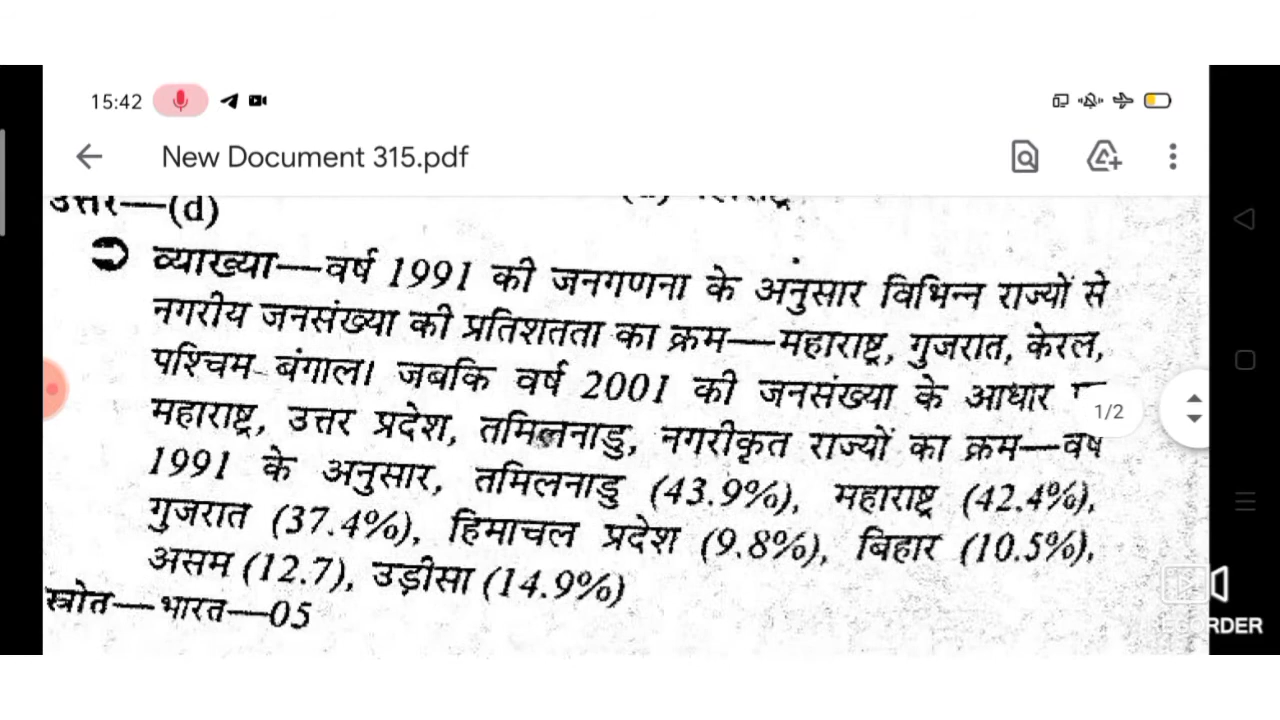 15:42
New Document 315.pdf
उत्तर—(d)
व्याख्या—वर्ष 1991 की जनगणना के अनुसार विभिन्न राज्यों से
नगरीय जनसंख्या की प्रतिशतता का क्रम—महाराष्ट्र, गुजरात, केरल,
पश्चिम बंगाल। जबकि वर्ष 2001 की जनसंख्या के आधार
1/2
महाराष्ट्र, उत्तर प्रदेश, तमिलनाडु, नगरीकृत राज्यों का क्रम—वर्ष
1991 के अनुसार, तमिलनाडु (43.9%), महाराष्ट्र (42.4%),
गुजरात (37.4%), हिमाचल प्रदेश (9.8%), बिहार (10.5%),
असम (12.7), उड़ीसा (14.9%)
स्त्रोत—भारत—05
RDER